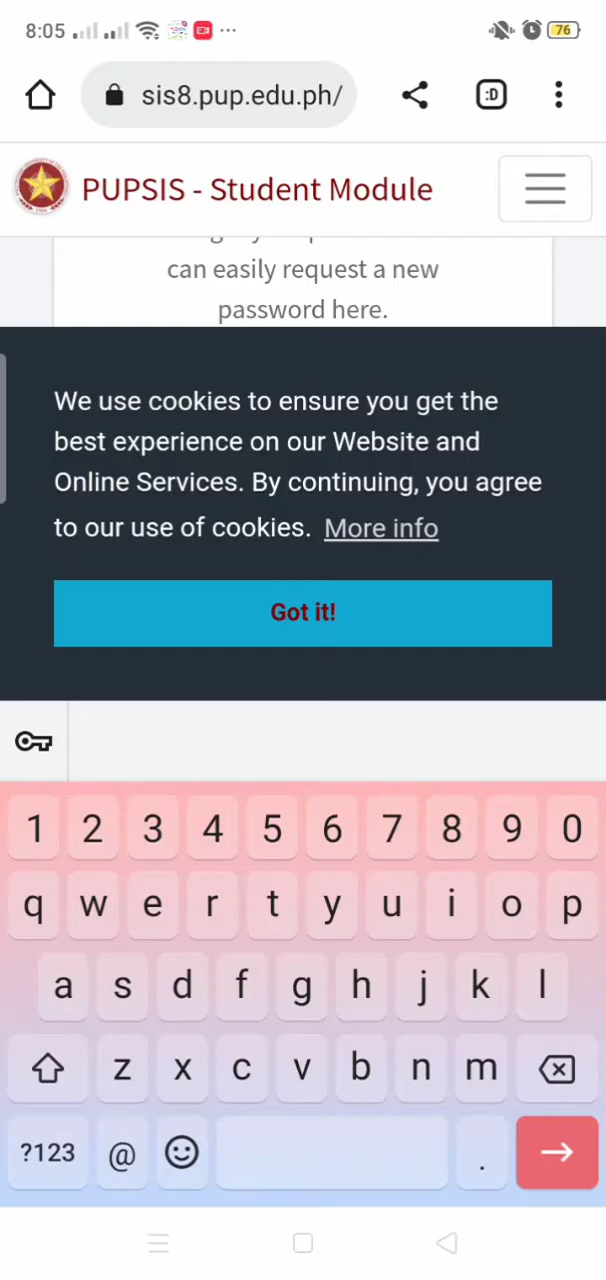 8:05
76
sis8.pup.edu.ph/
:D
PUPSIS - Student Module
can easily request a new
password here.
We use cookies to ensure you get the
best experience on our Website and
Online Services. By continuing, you agree
to our use of cookies. More info
Got it!
1 2 3 4 5 6 7 8 9 0
q w e r t y u i o p
a s d f g h j k l
z x c v b n m
?123 @ .